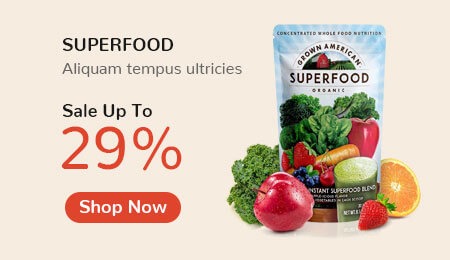 SUPERFOOD
Aliquam tempus ultricies
Sale Up To
29%
Shop Now
CONCENTRATED WHOLE FOOD NUTRITION
GROWN AMERICAN
SUPERFOOD
ORGANIC
INSTANT SUPERFOOD BLEND